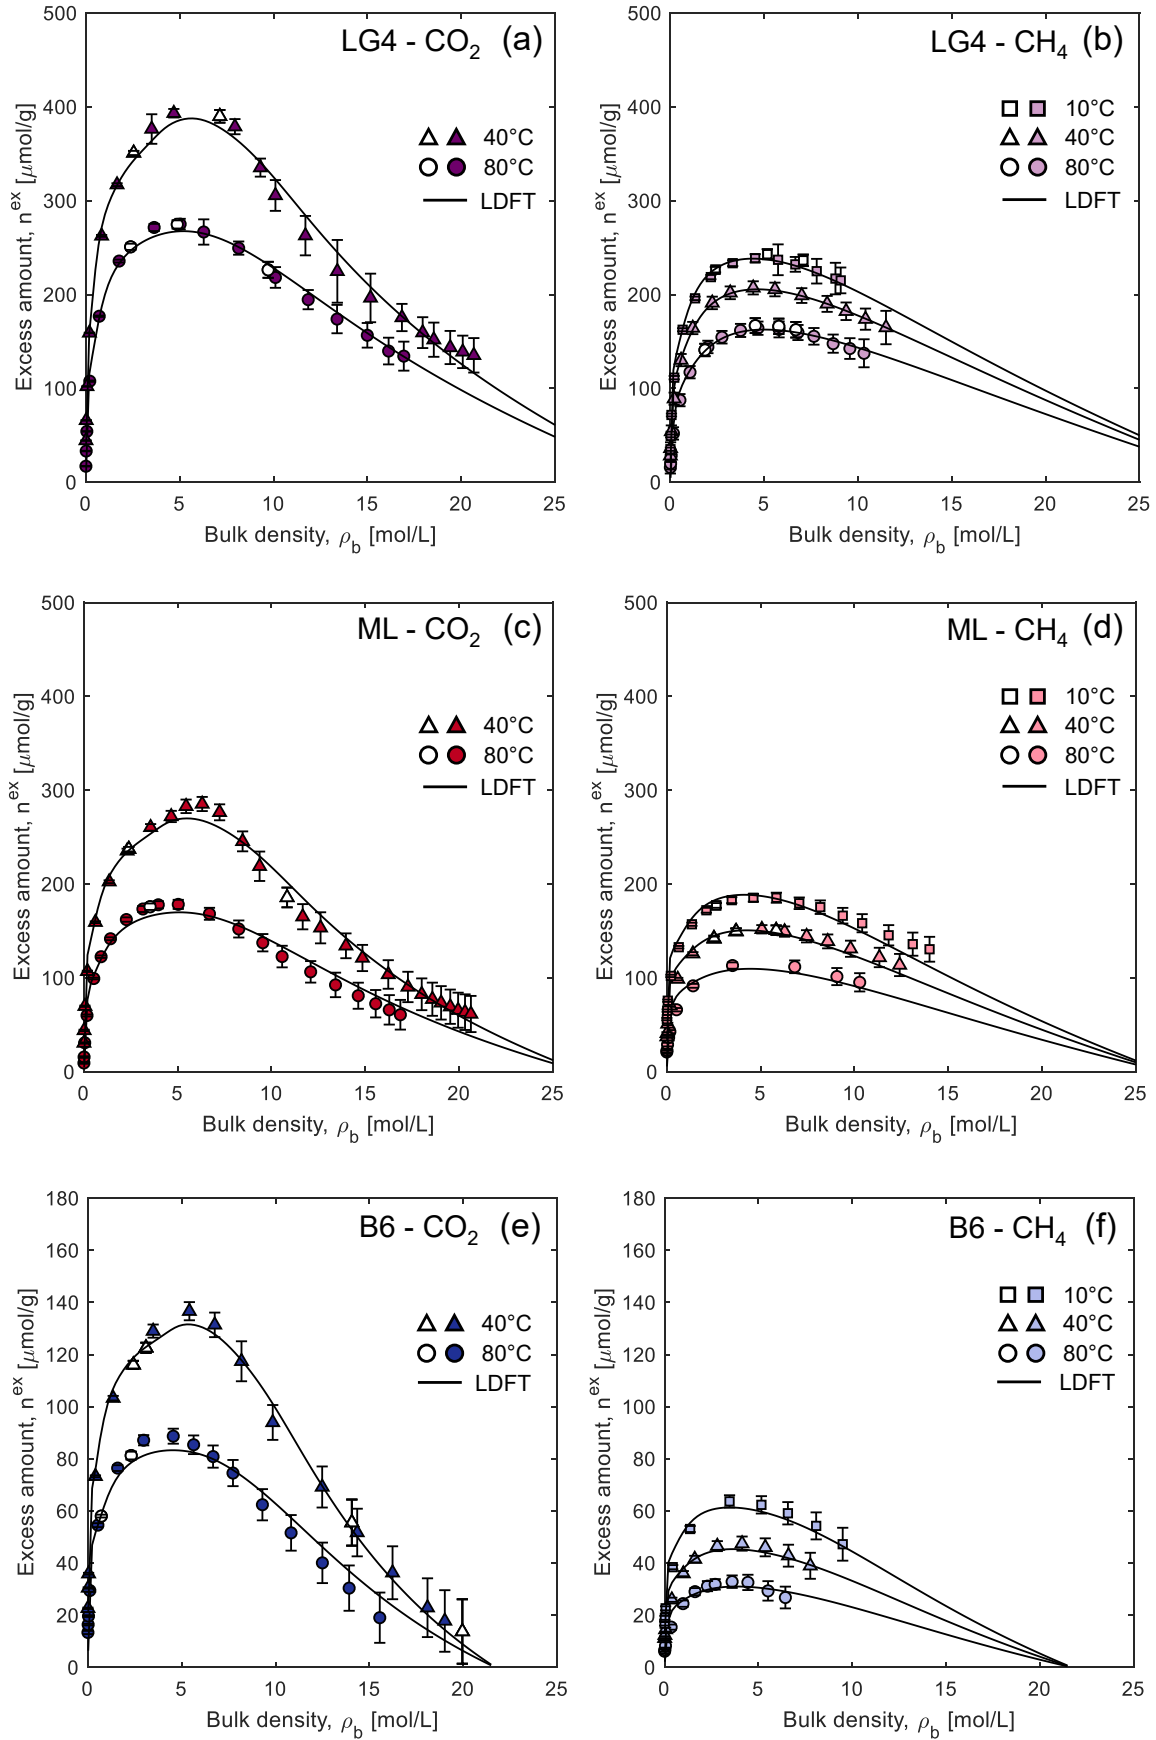 LG4 - CO2 (a)
40°C
80°C
LDFT
Excess amount, n^ex [μmol/g]
500
400
300
200
100
0
0 5 10 15 20 25
Bulk density, ρb [mol/L]
LG4 - CH4 (b)
10°C
40°C
80°C
LDFT
Excess amount, n^ex [μmol/g]
500
400
300
200
100
0
0 5 10 15 20 25
Bulk density, ρb [mol/L]
ML - CO2 (c)
40°C
80°C
LDFT
Excess amount, n^ex [μmol/g]
500
400
300
200
100
0
0 5 10 15 20 25
Bulk density, ρb [mol/L]
ML - CH4 (d)
10°C
40°C
80°C
LDFT
Excess amount, n^ex [μmol/g]
500
400
300
200
100
0
0 5 10 15 20 25
Bulk density, ρb [mol/L]
B6 - CO2 (e)
40°C
80°C
LDFT
Excess amount, n^ex [μmol/g]
180
160
140
120
100
80
60
40
20
0
0 5 10 15 20 25
Bulk density, ρb [mol/L]
B6 - CH4 (f)
10°C
40°C
80°C
LDFT
Excess amount, n^ex [μmol/g]
180
160
140
120
100
80
60
40
20
0
0 5 10 15 20 25
Bulk density, ρb [mol/L]